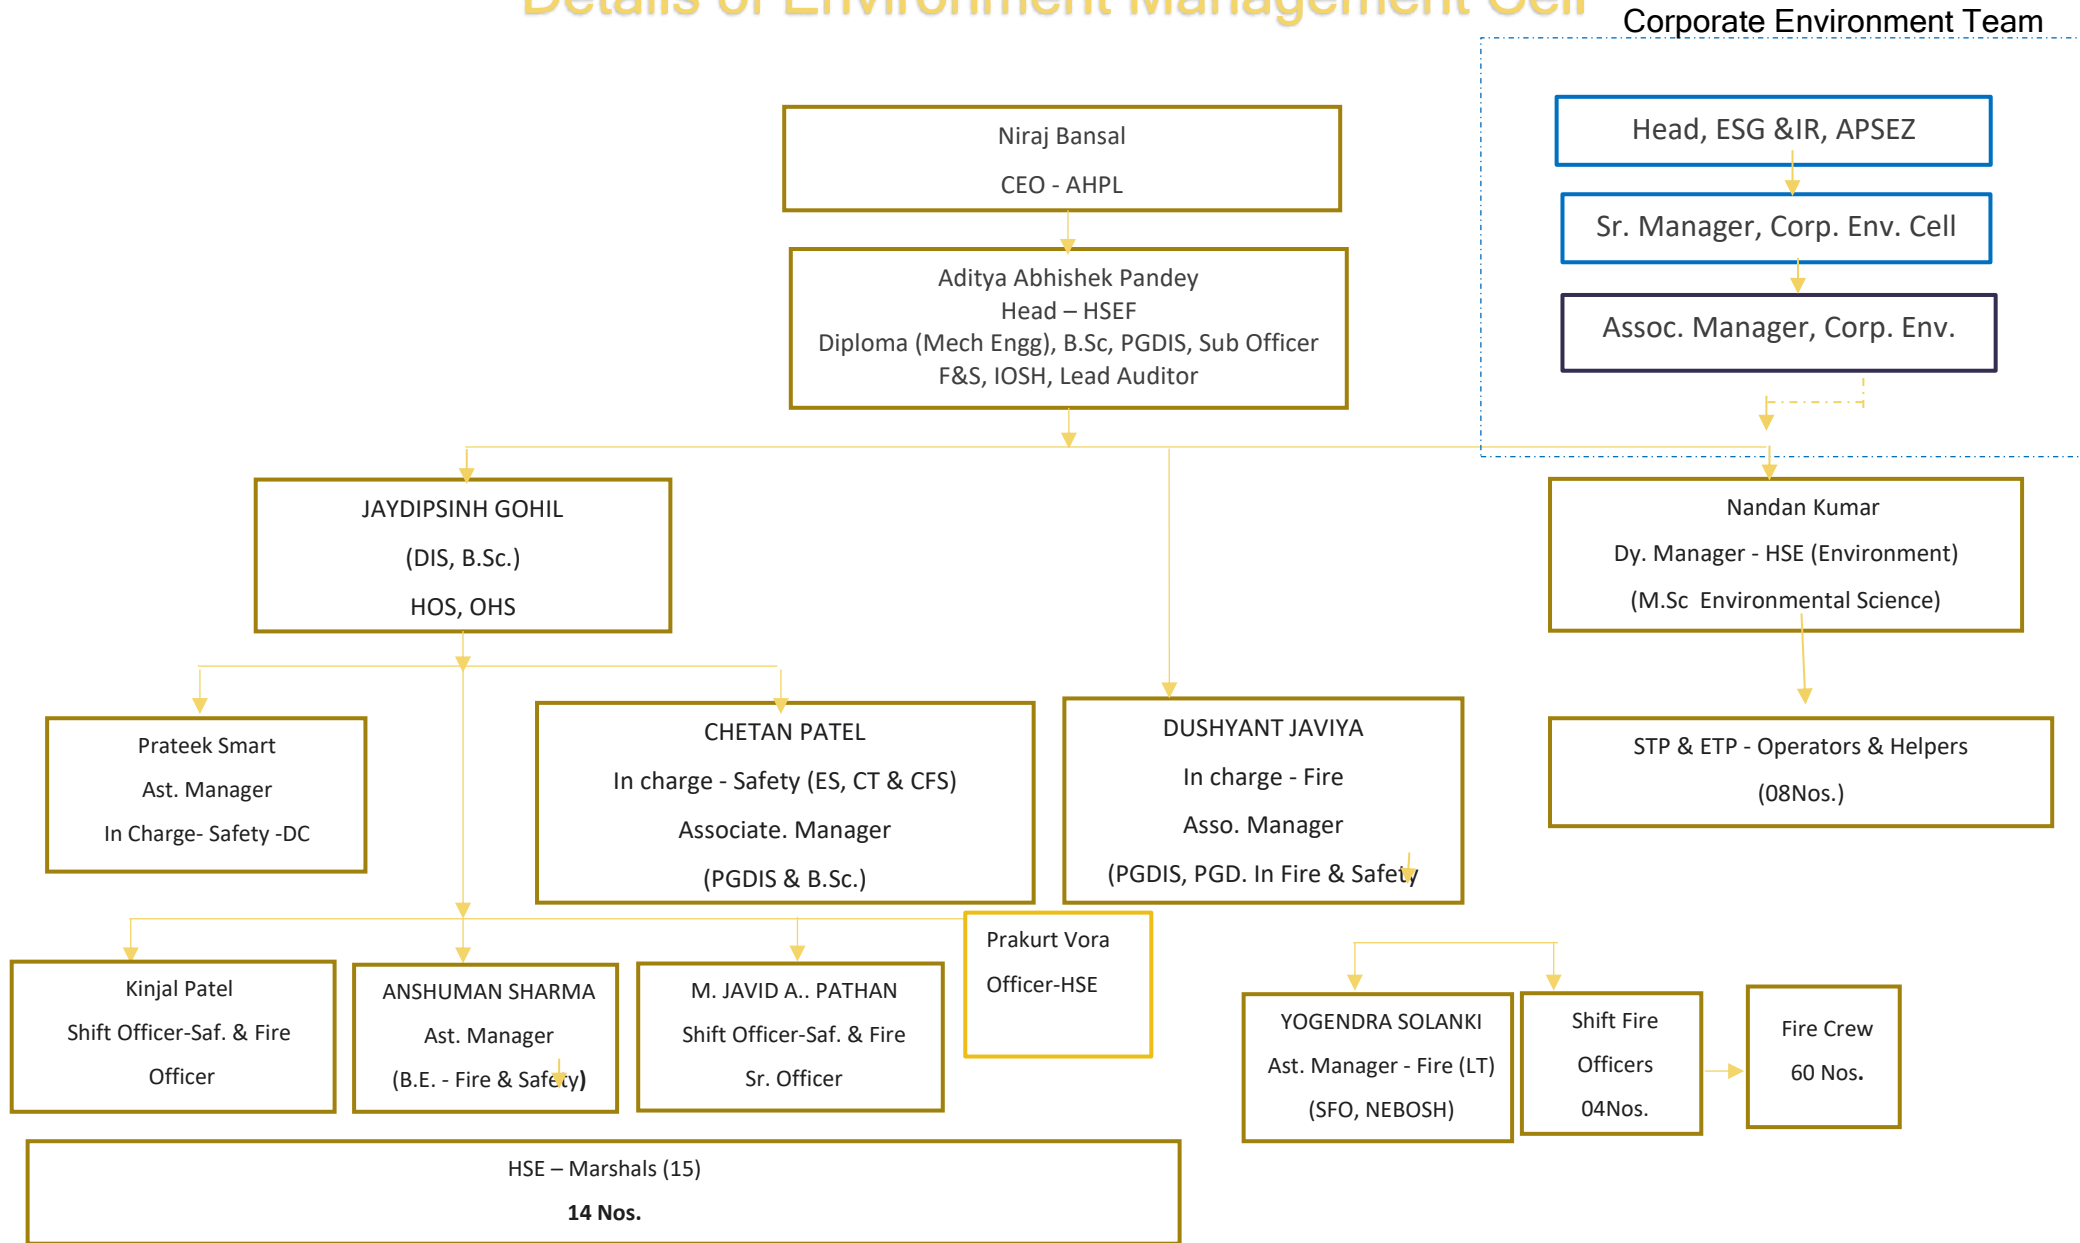 Details of Environment Management Cell
Corporate Environment Team
Niraj Bansal
CEO - AHPL
Head, ESG &IR, APSEZ
Sr. Manager, Corp. Env. Cell
Assoc. Manager, Corp. Env.
Aditya Abhishek Pandey
Head – HSEF
Diploma (Mech Engg), B.Sc, PGDIS, Sub Officer
F&S, IOSH, Lead Auditor
JAYDIPSINH GOHIL
(DIS, B.Sc.)
HOS, OHS
Nandan Kumar
Dy. Manager - HSE (Environment)
(M.Sc  Environmental Science)
Prateek Smart
Ast. Manager
In Charge- Safety -DC
CHETAN PATEL
In charge - Safety (ES, CT & CFS)
Associate. Manager
(PGDIS & B.Sc.)
DUSHYANT JAVIYA
In charge - Fire
Asso. Manager
(PGDIS, PGD. In Fire & Safety
STP & ETP - Operators & Helpers
(08Nos.)
Kinjal Patel
Shift Officer-Saf. & Fire
Officer
ANSHUMAN SHARMA
Ast. Manager
(B.E. - Fire & Safety)
M. JAVID A.. PATHAN
Shift Officer-Saf. & Fire
Sr. Officer
Prakurt Vora
Officer-HSE
YOGENDRA SOLANKI
Ast. Manager - Fire (LT)
(SFO, NEBOSH)
Shift Fire
Officers
04Nos.
Fire Crew
60 Nos.
HSE – Marshals (15)
14 Nos.